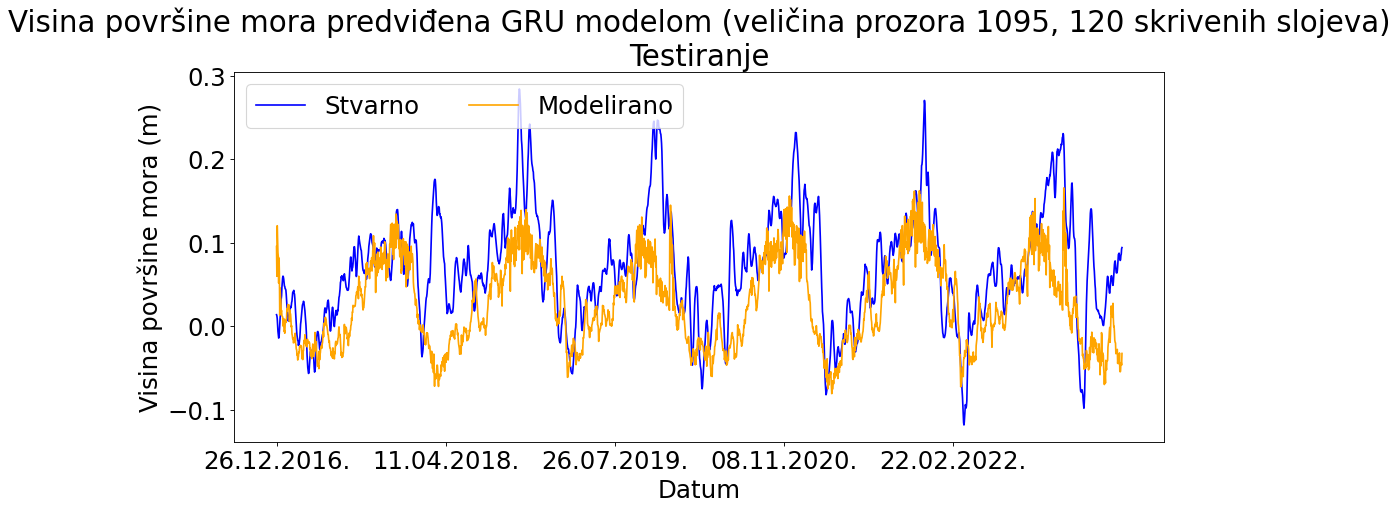 Visina površine mora predviđena GRU modelom (veličina prozora 1095, 120 skrivenih slojeva)
Testiranje
Stvarno
Modelirano
Visina površine mora (m)
0.3
0.2
0.1
0.0
−0.1
26.12.2016.
11.04.2018.
26.07.2019.
08.11.2020.
22.02.2022.
Datum